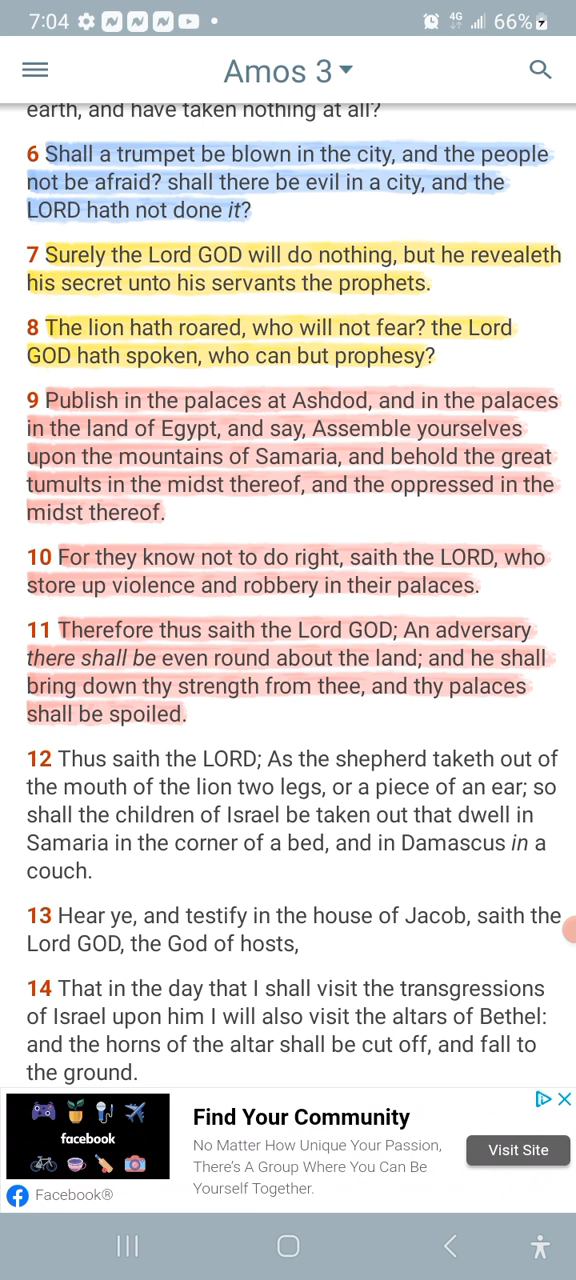 7:04
4G
66%
Amos 3
earth, and have taken nothing at all?
6 Shall a trumpet be blown in the city, and the people
not be afraid? shall there be evil in a city, and the
LORD hath not done it?
7 Surely the Lord GOD will do nothing, but he revealeth
his secret unto his servants the prophets.
8 The lion hath roared, who will not fear? the Lord
GOD hath spoken, who can but prophesy?
9 Publish in the palaces at Ashdod, and in the palaces
in the land of Egypt, and say, Assemble yourselves
upon the mountains of Samaria, and behold the great
tumults in the midst thereof, and the oppressed in the
midst thereof.
10 For they know not to do right, saith the LORD, who
store up violence and robbery in their palaces.
11 Therefore thus saith the Lord GOD; An adversary
there shall be even round about the land; and he shall
bring down thy strength from thee, and thy palaces
shall be spoiled.
12 Thus saith the LORD; As the shepherd taketh out of
the mouth of the lion two legs, or a piece of an ear; so
shall the children of Israel be taken out that dwell in
Samaria in the corner of a bed, and in Damascus in a
couch.
13 Hear ye, and testify in the house of Jacob, saith the
Lord GOD, the God of hosts,
14 That in the day that I shall visit the transgressions
of Israel upon him I will also visit the altars of Bethel:
and the horns of the altar shall be cut off, and fall to
the ground.
facebook
Facebook®
Find Your Community
No Matter How Unique Your Passion,
There's A Group Where You Can Be
Yourself Together.
Visit Site